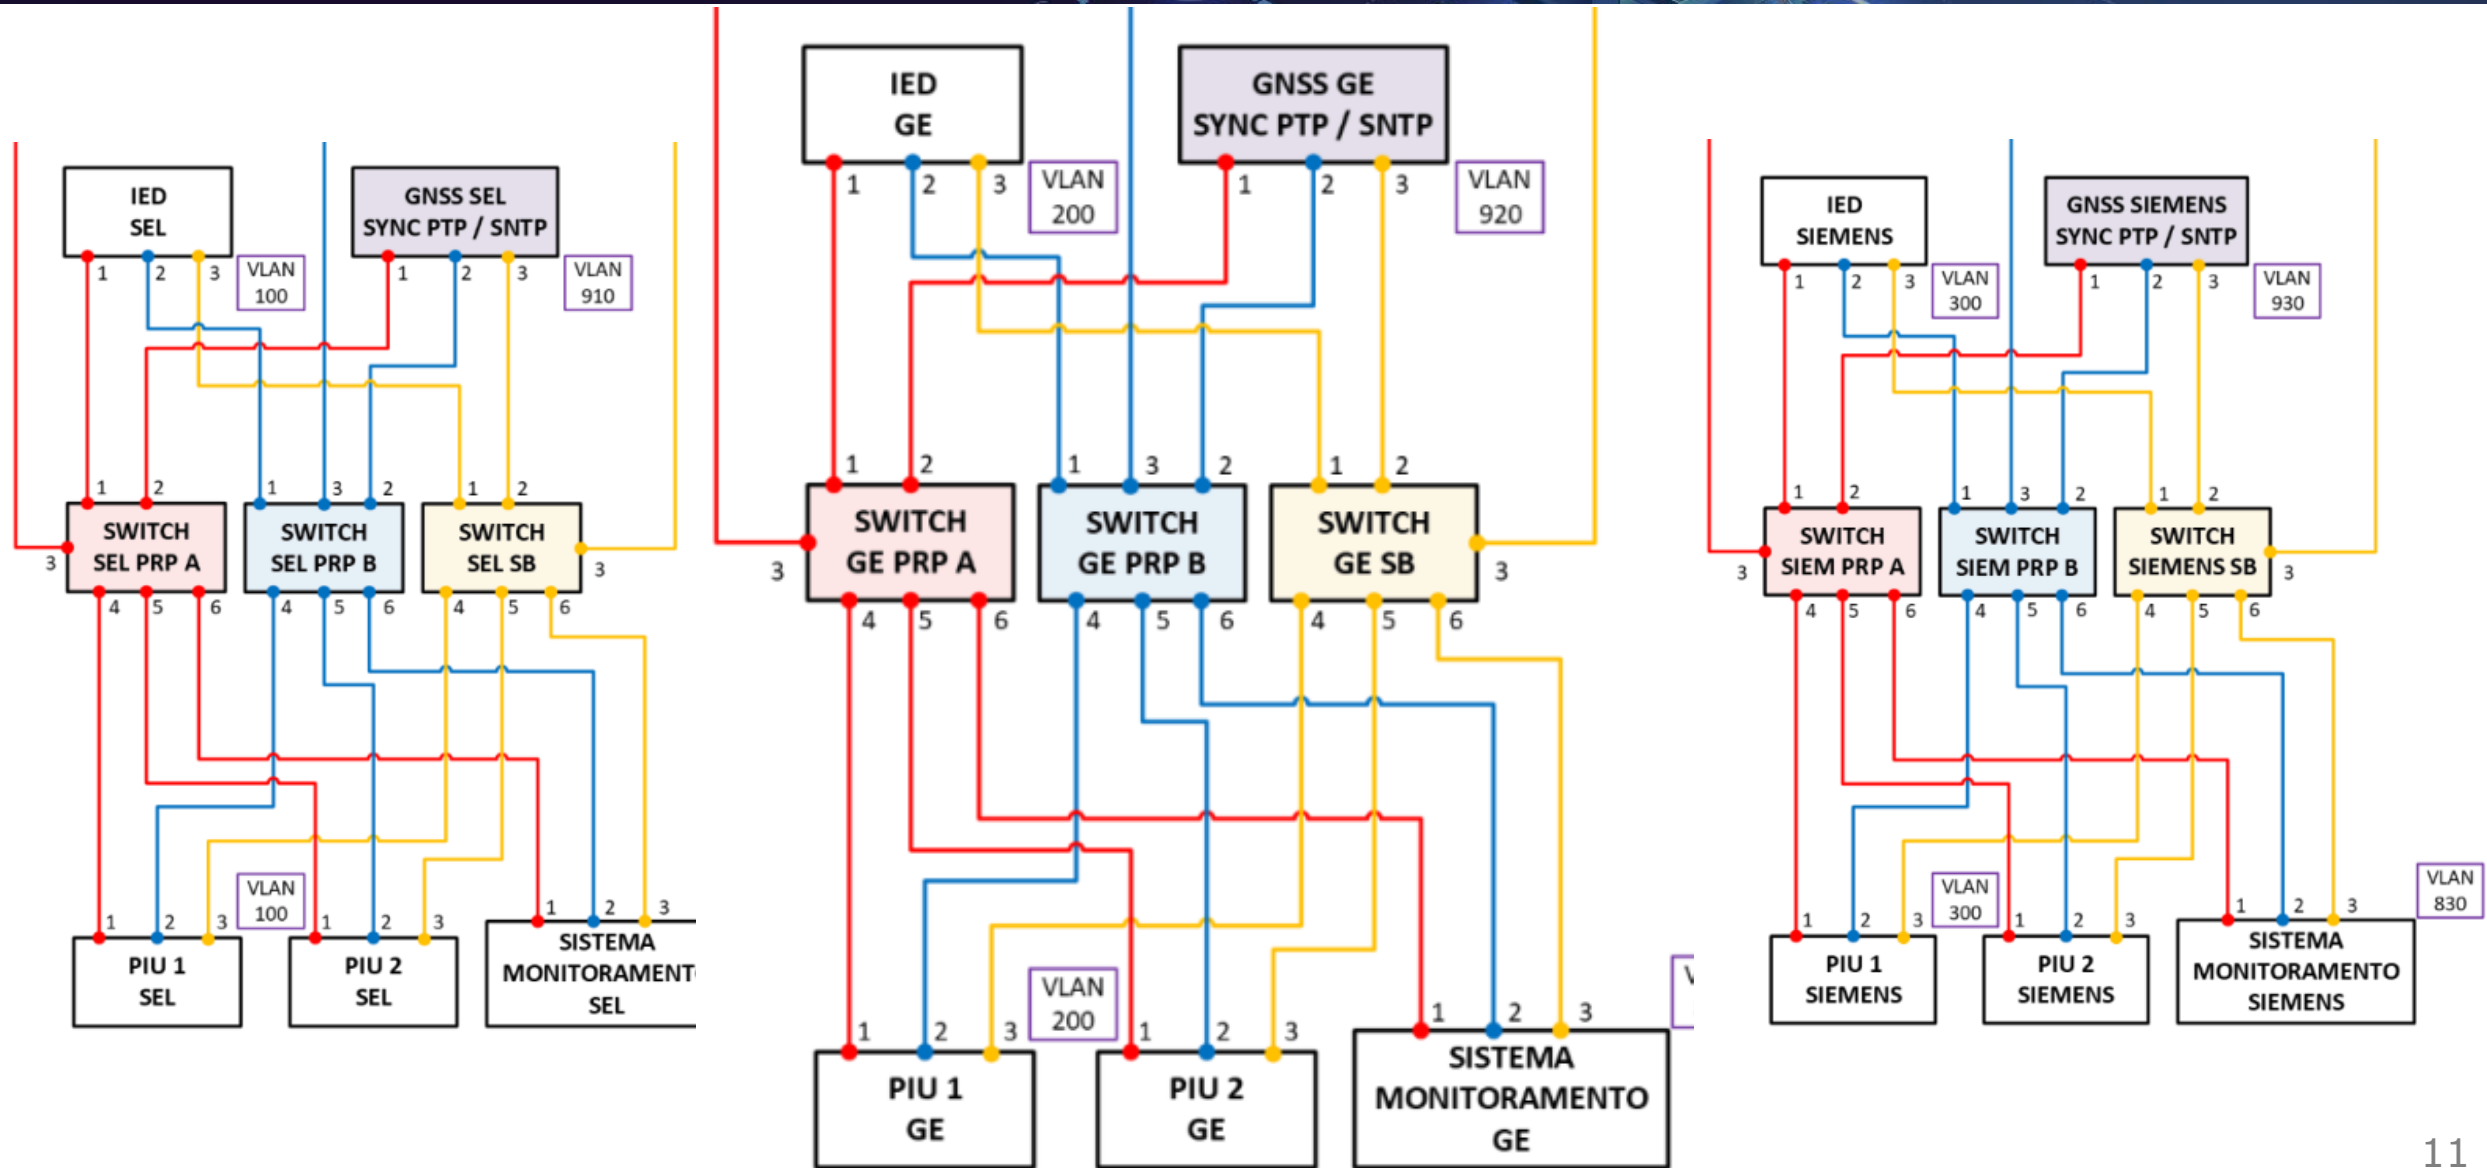 IED
SEL
1
2
3
VLAN
100
GNSS SEL
SYNC PTP / SNTP
1
2
3
VLAN
910
1
2
1
3
2
1
2
SWITCH
SEL PRP A
SWITCH
SEL PRP B
SWITCH
SEL SB
3
3
4
5
6
4
5
6
4
5
6
1
2
3
VLAN
100
1
2
3
1
2
3
PIU 1
SEL
PIU 2
SEL
SISTEMA
MONITORAMENT
SEL
IED
GE
1
2
3
VLAN
200
GNSS GE
SYNC PTP / SNTP
1
2
3
VLAN
920
1
2
1
3
2
1
2
SWITCH
GE PRP A
SWITCH
GE PRP B
SWITCH
GE SB
3
3
4
5
6
4
5
6
4
5
6
1
2
3
VLAN
200
1
2
3
1
2
3
PIU 1
GE
PIU 2
GE
SISTEMA
MONITORAMENTO
GE
IED
SIEMENS
1
2
3
VLAN
300
GNSS SIEMENS
SYNC PTP / SNTP
1
2
3
VLAN
930
1
2
1
3
2
1
2
SWITCH
SIEM PRP A
SWITCH
SIEM PRP B
SWITCH
SIEMENS SB
3
3
4
5
6
4
5
6
4
5
6
1
2
3
VLAN
300
1
2
3
1
2
3
VLAN
830
PIU 1
SIEMENS
PIU 2
SIEMENS
SISTEMA
MONITORAMENTO
SIEMENS
11